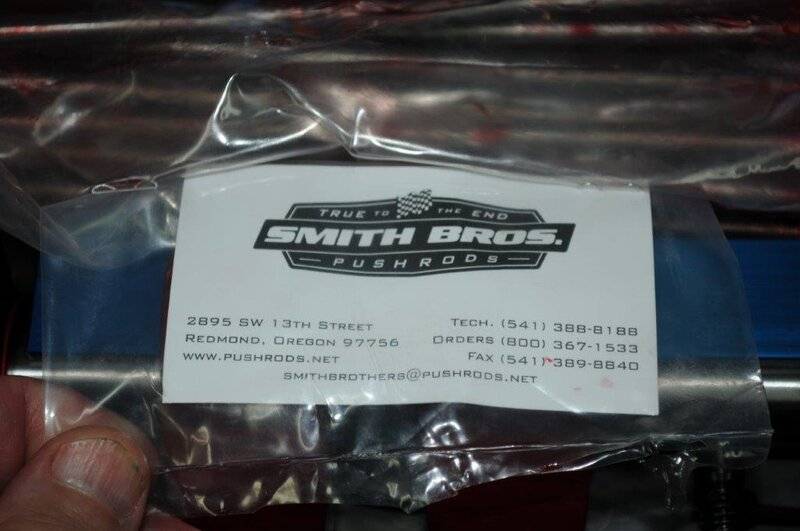 TRUE TO THE END
SMITH BROS.
PUSHRODS
2895 SW 13TH STREET
REDMOND, OREGON 97756
WWW.PUSHRODS.NET
TECH. (541) 388-8188
ORDERS (800) 367-1533
FAX (541) 389-8840
SMITHBROTHERS@PUSHRODS.NET